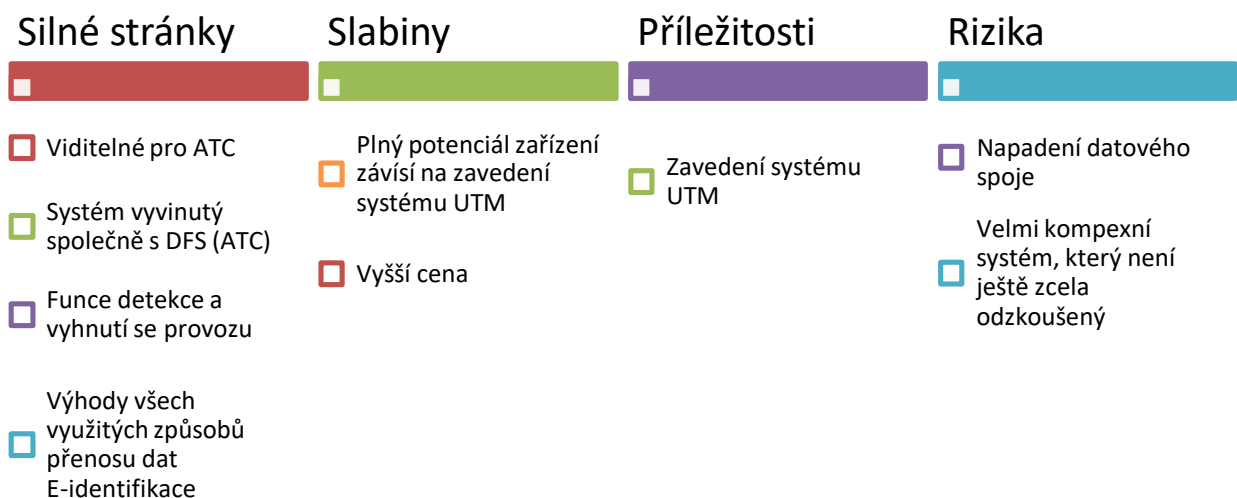 Silné stránky
Viditelné pro ATC
Systém vyvinutý
společně s DFS (ATC)
Funce detekce a
vyhnutí se provozu
Výhody všech
využitých způsobů
přenosu dat
E-identifikace
Slabiny
Plný potenciál zařízení
závísí na zavedení
systému UTM
Vyšší cena
Příležitosti
Zavedení systému
UTM
Rizika
Napadení datového
spoje
Velmi kompexní
systém, který není
ještě zcela
odzkoušený